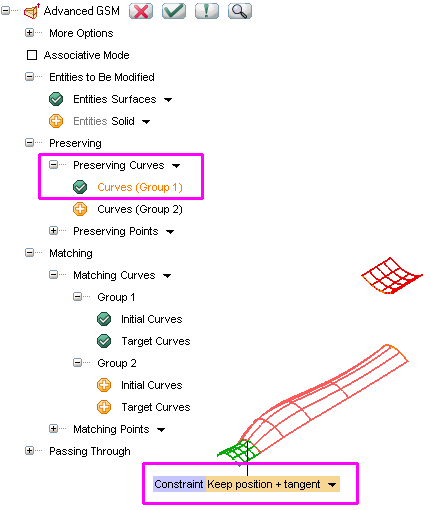 Advanced GSM
More Options
Associative Mode
Entities to Be Modified
Entities Surfaces
Entities Solid
Preserving
Preserving Curves
Curves (Group 1)
Curves (Group 2)
Preserving Points
Matching
Matching Curves
Group 1
Initial Curves
Target Curves
Group 2
Initial Curves
Target Curves
Matching Points
Passing Through
Constraint Keep position + tangent